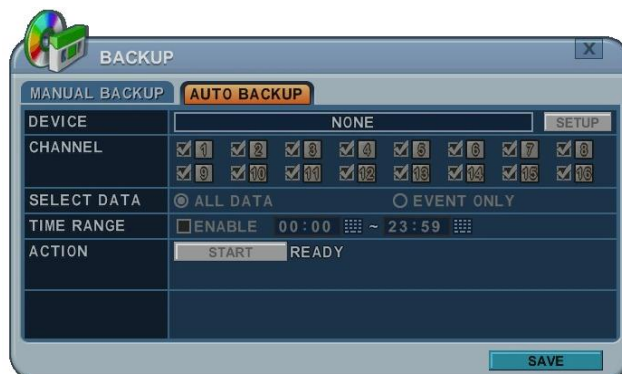 BACKUP X
MANUAL BACKUP AUTO BACKUP
DEVICE NONE SETUP
CHANNEL 1 2 3 4 5 6 7 8
9 10 11 12 13 14 15 16
SELECT DATA ALL DATA EVENT ONLY
TIME RANGE ENABLE 00:00 ~ 23:59
ACTION START READY
SAVE